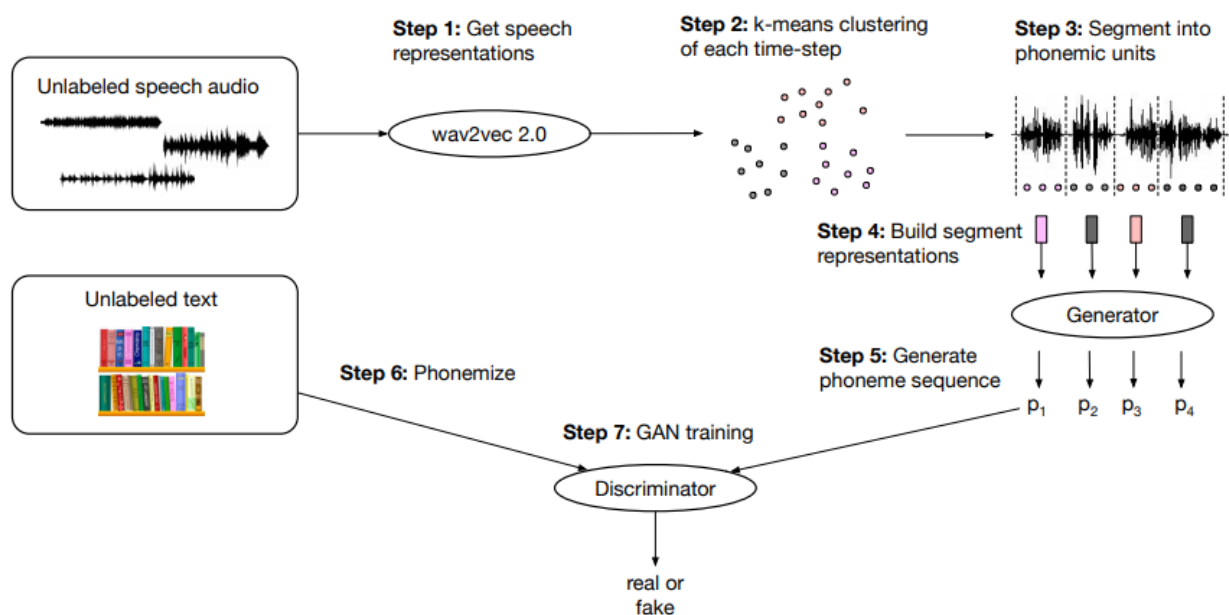 Step 1: Get speech
representations
Step 2: k-means clustering
of each time-step
Step 3: Segment into
phonemic units
Unlabeled speech audio
wav2vec 2.0
Step 4: Build segment
representations
Unlabeled text
Generator
Step 5: Generate
phoneme sequence
Step 6: Phonemize
p1 p2 p3 p4
Step 7: GAN training
Discriminator
real or
fake